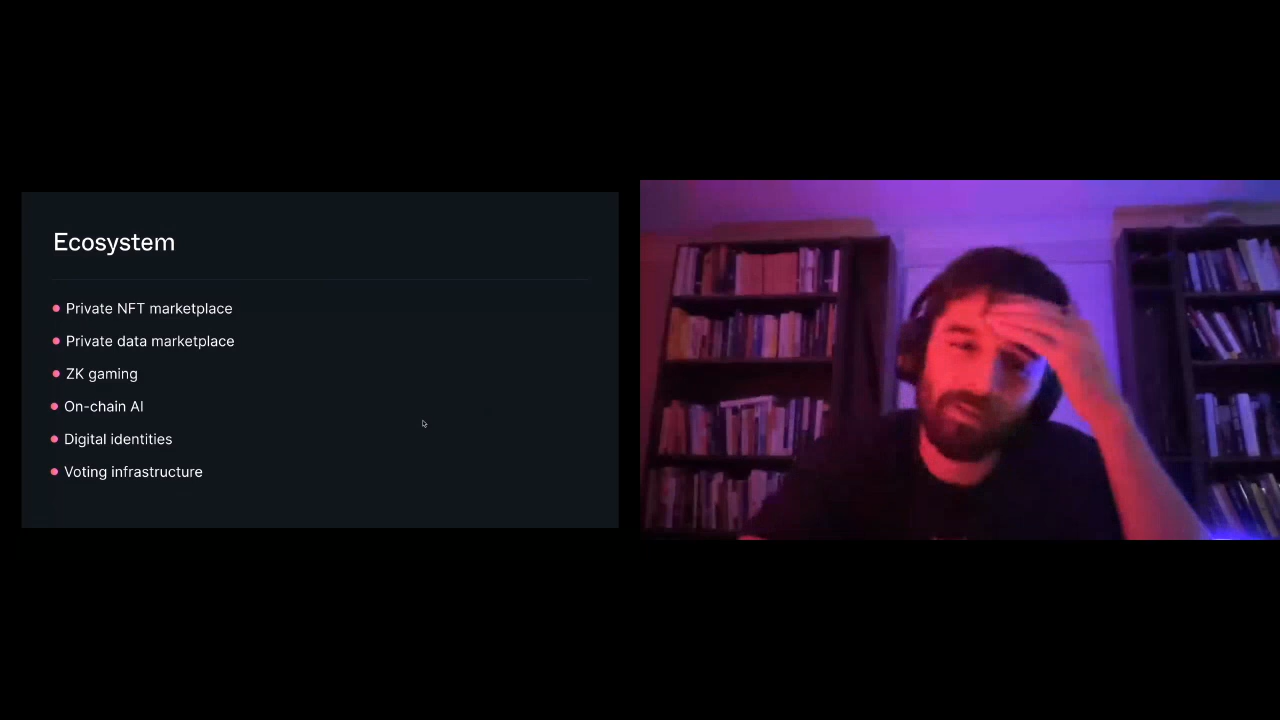 Ecosystem
Private NFT marketplace
Private data marketplace
ZK gaming
On-chain AI
Digital identities
Voting infrastructure